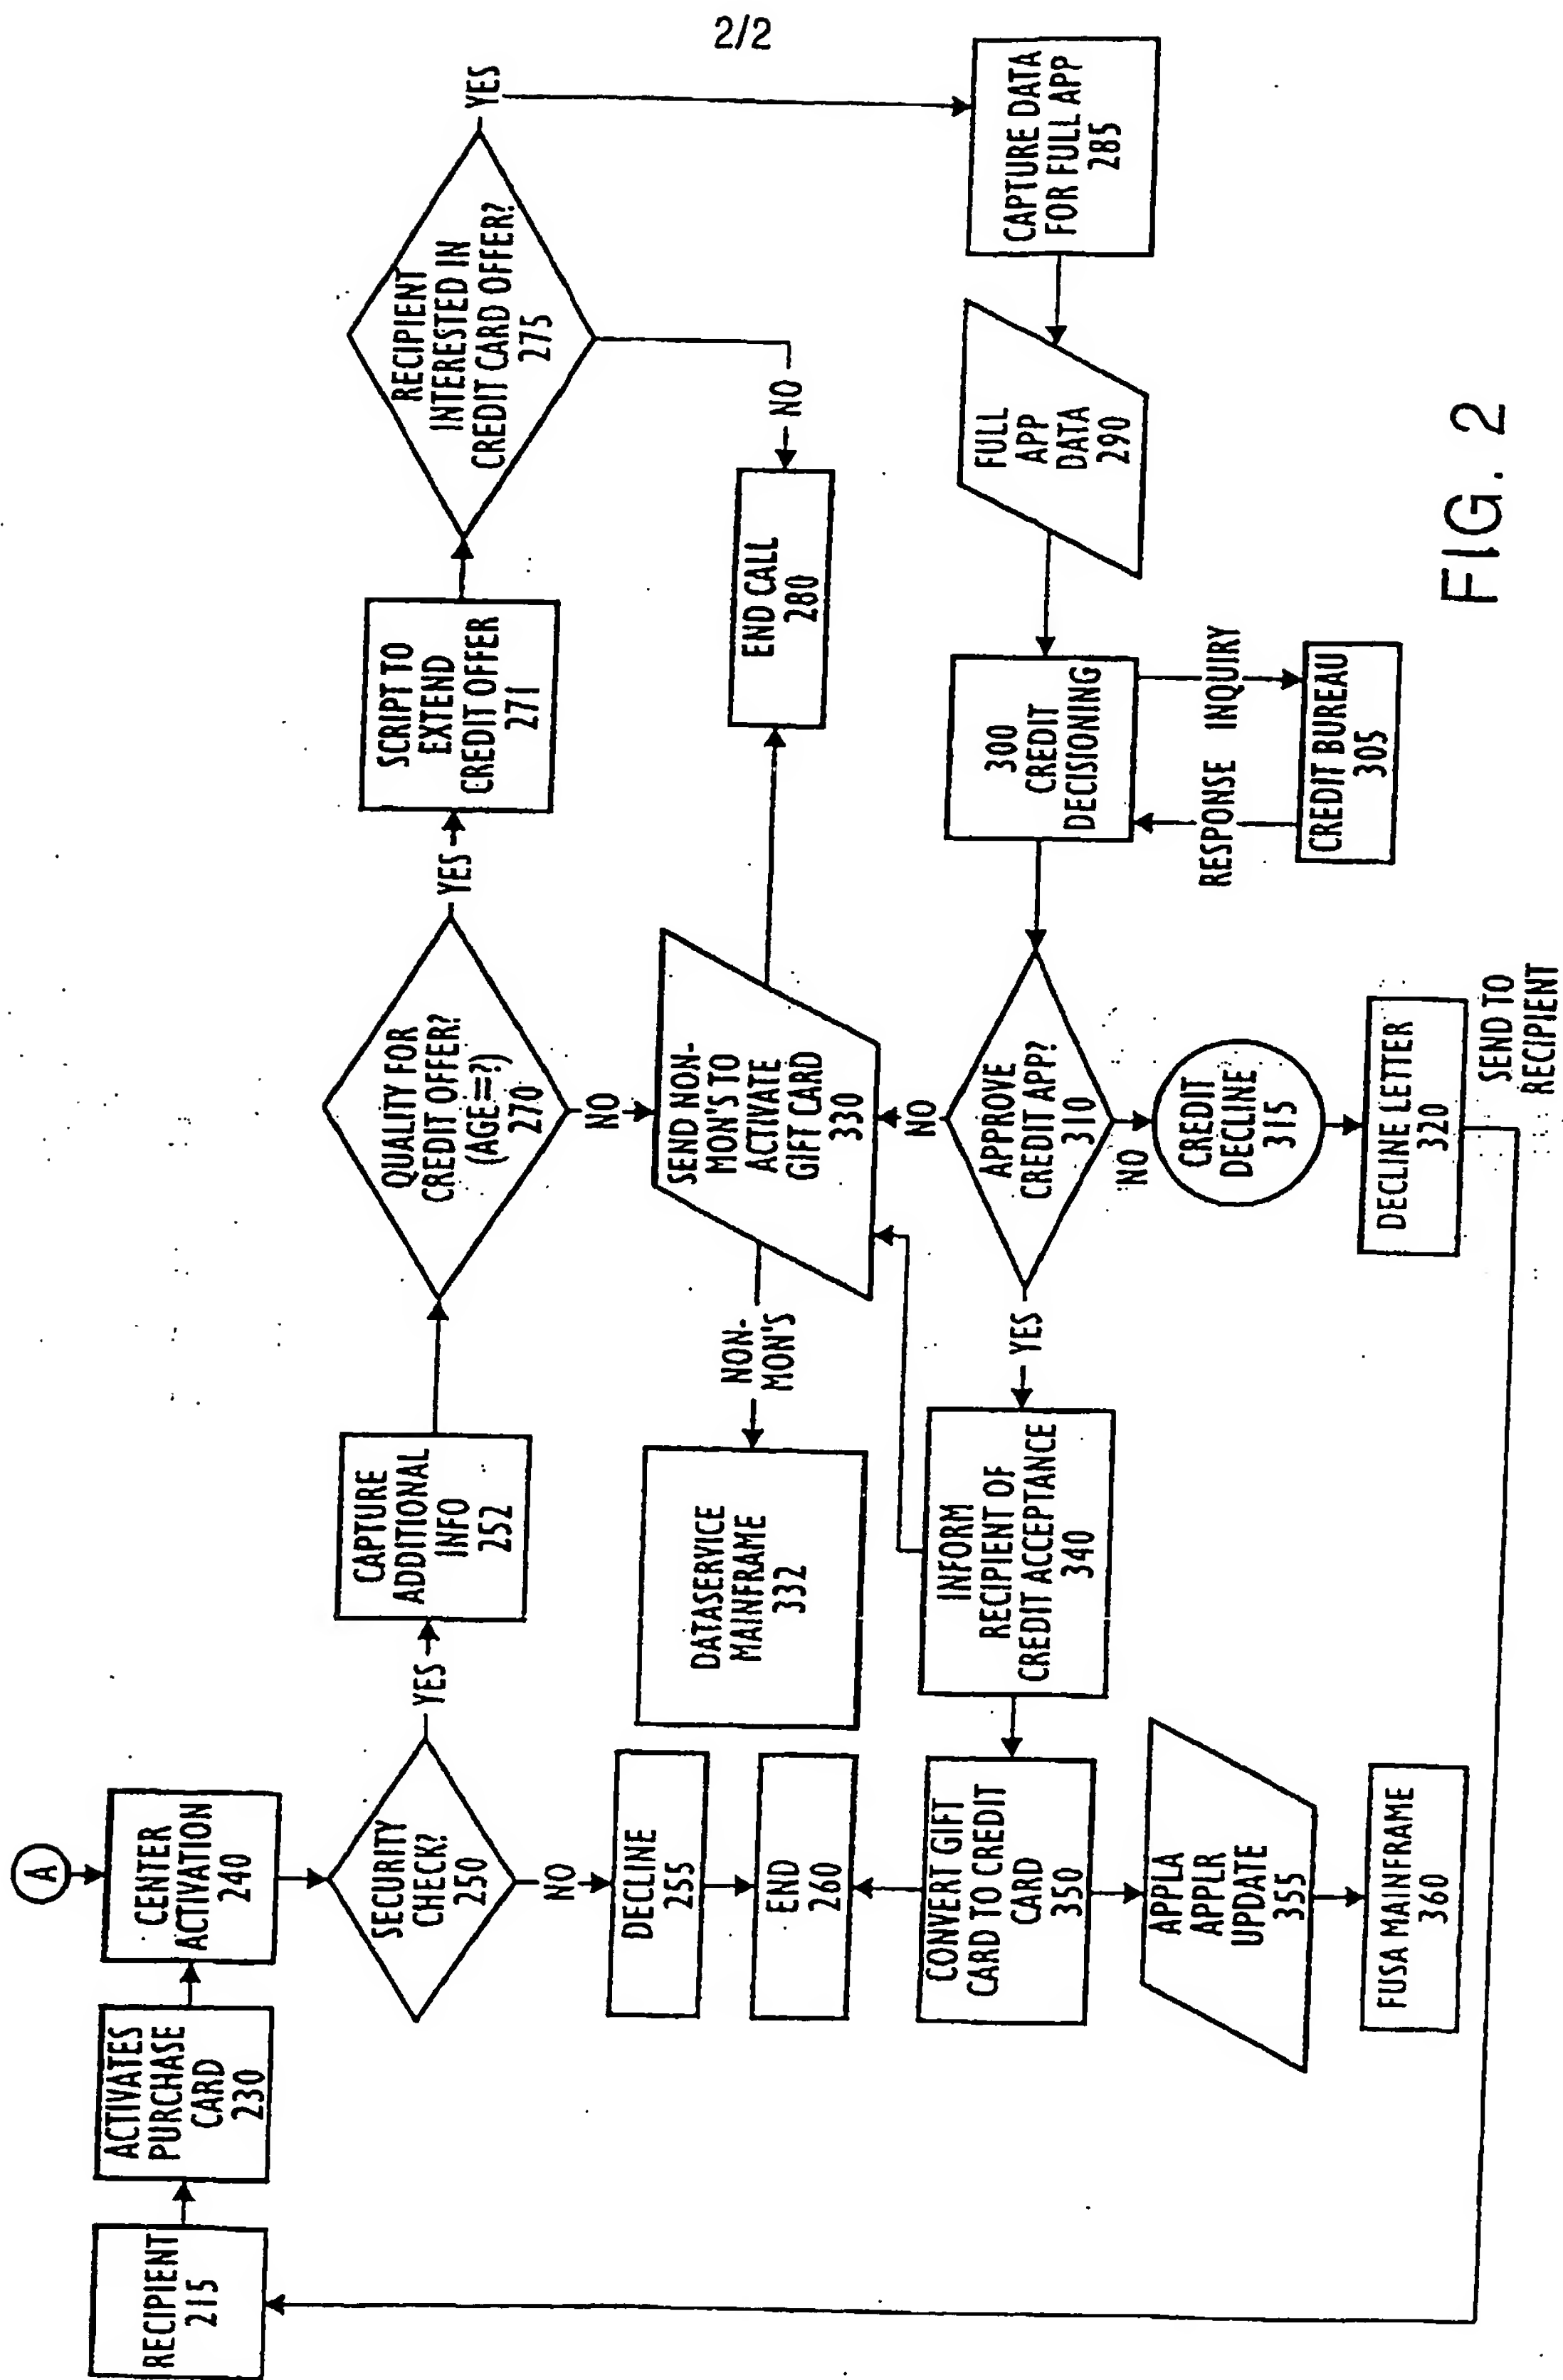 2/2
A
RECIPIENT
215
ACTIVATES
PURCHASE
CARD
230
CENTER
ACTIVATION
240
SECURITY
CHECK?
250
YES
NO
CAPTURE
ADDITIONAL
INFO
252
QUALITY FOR
CREDIT OFFER?
(AGE==?)
270
YES
NO
SCRIPT TO
EXTEND
CREDIT OFFER
271
RECIPIENT
INTERESTED IN
CREDIT CARD OFFER?
275
YES
NO
DECLINE
255
END
260
DATASERVICE
MAINFRAME
332
NON-
MON'S
SEND NON-
MON'S TO
ACTIVATE
GIFT CARD
330
END CALL
280
CONVERT GIFT
CARD TO CREDIT
CARD
350
INFORM
RECIPIENT OF
CREDIT ACCEPTANCE
340
YES
APPROVE
CREDIT APP?
310
NO
NO
300
CREDIT
DECISIONING
FULL
APP
DATA
290
CAPTURE DATA
FOR FULL APP
285
APPLA
APPLR
UPDATE
355
CREDIT
DECLINE
315
RESPONSE
INQUIRY
FUSA MAINFRAME
360
DECLINE LETTER
320
CREDIT BUREAU
305
SEND TO
RECIPIENT
FIG. 2